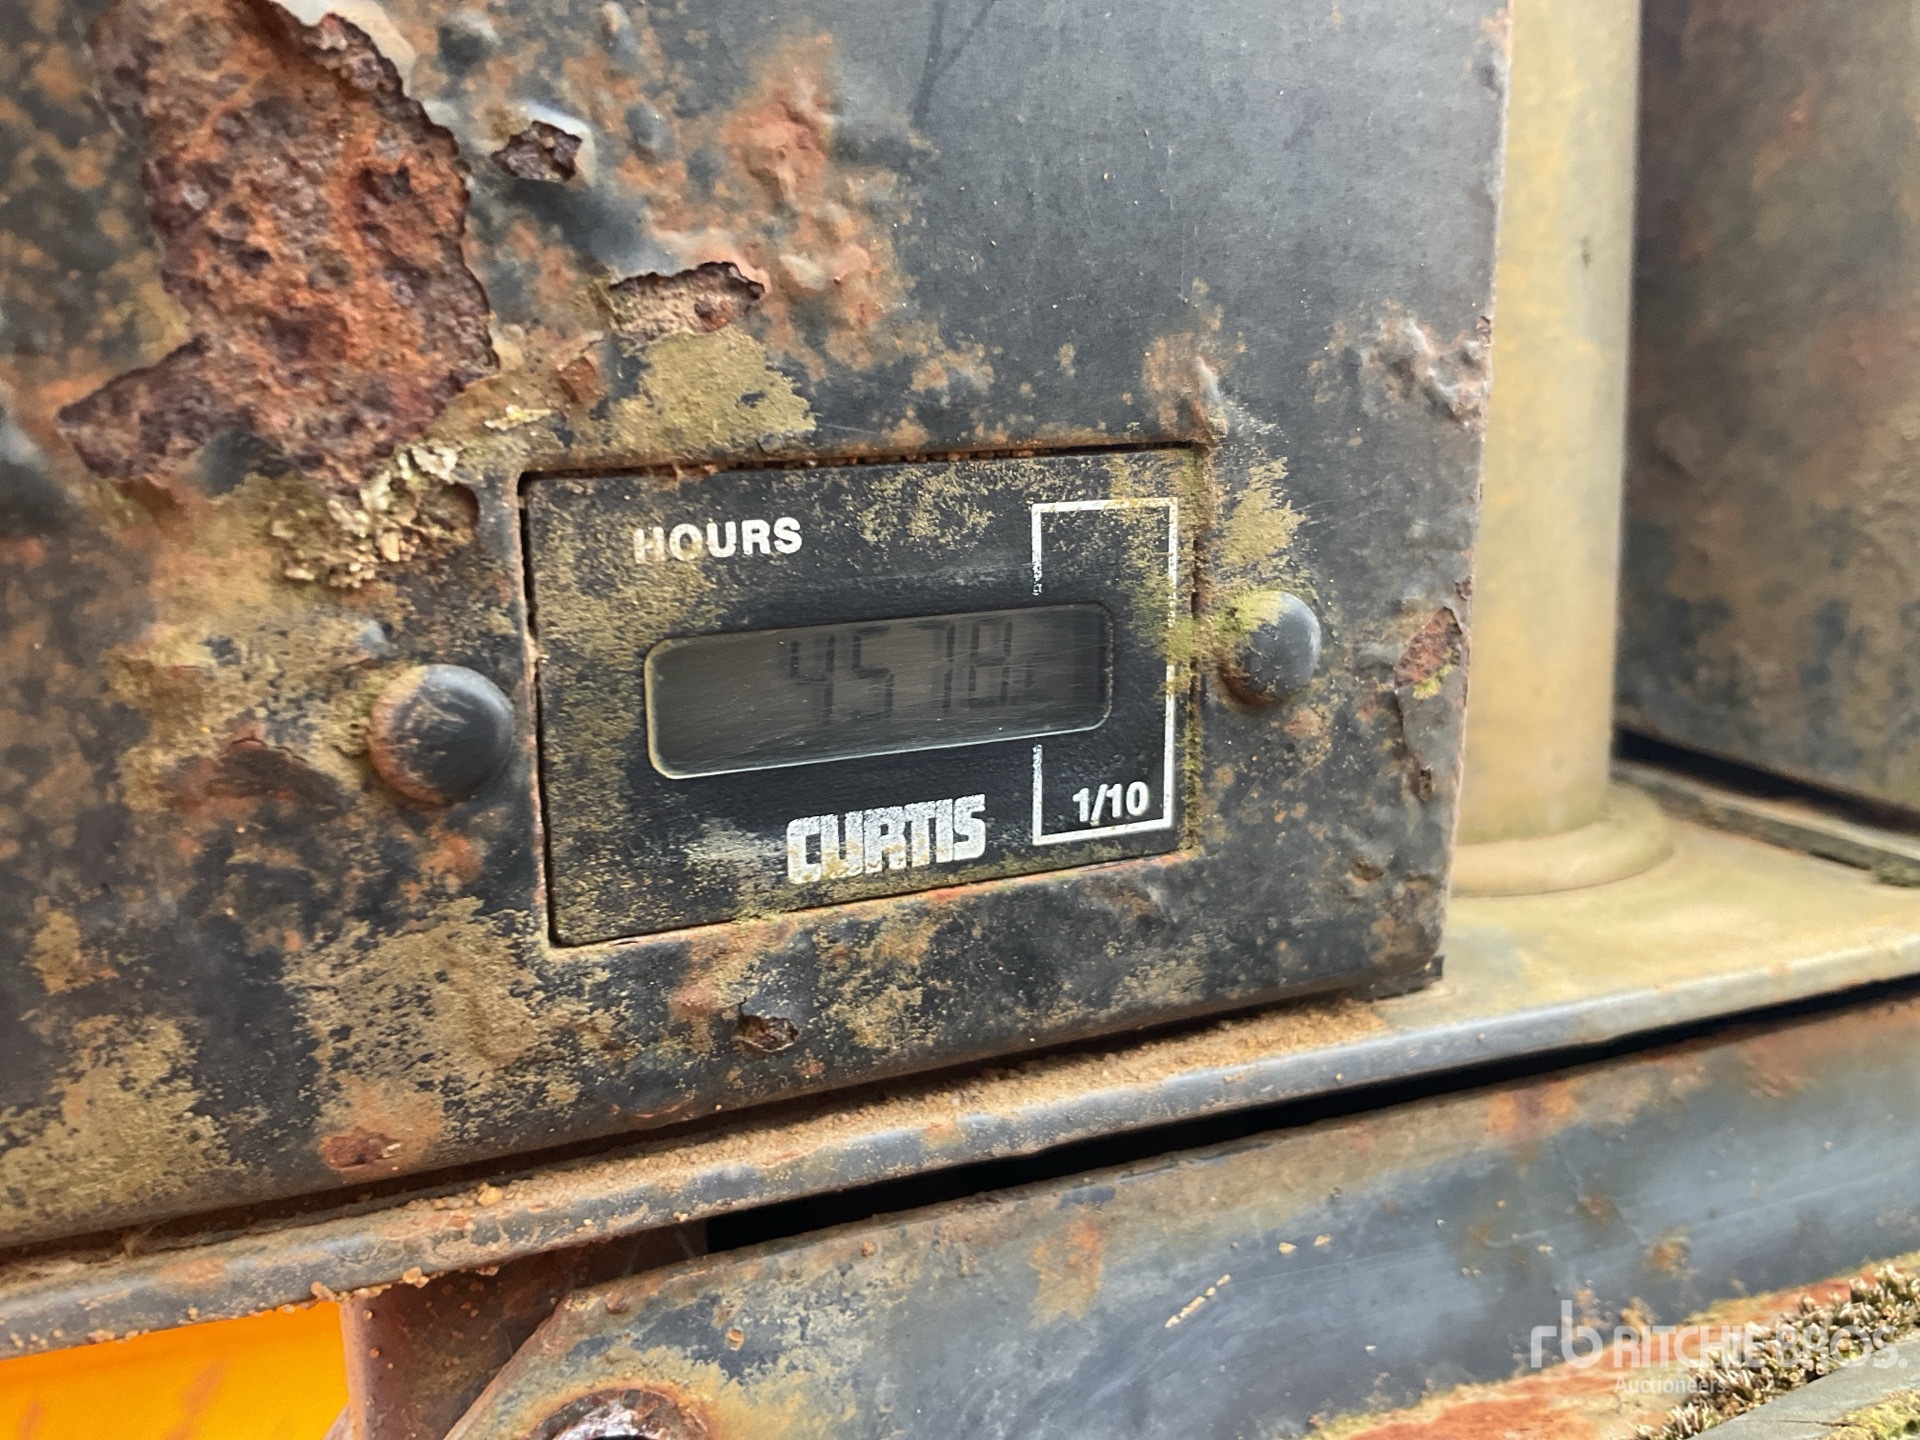 HOURS
4578
CURTIS
1/10
rb RITCHIE BROS.
Auctioneers